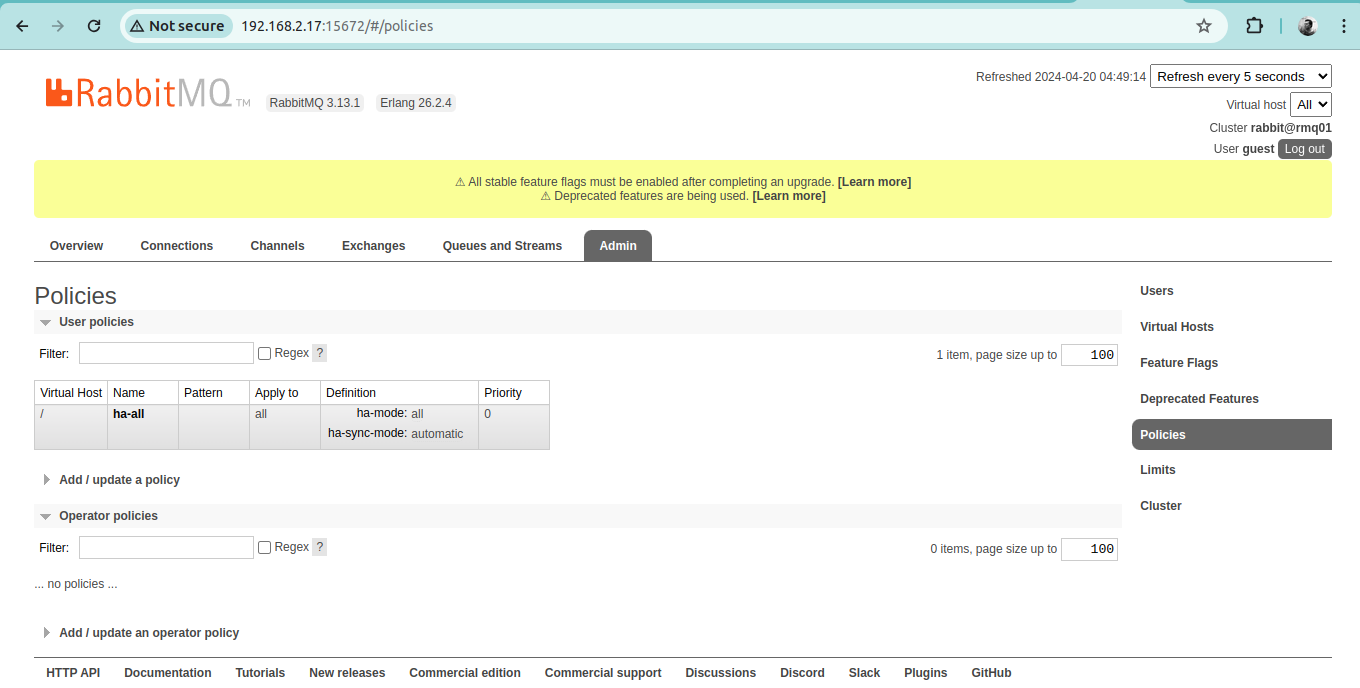 Not secure 192.168.2.17:15672/#/policies
RabbitMQ TM RabbitMQ 3.13.1 Erlang 26.2.4
Refreshed 2024-04-20 04:49:14 Refresh every 5 seconds
Virtual host All
Cluster rabbit@rmq01
User guest Log out
⚠ All stable feature flags must be enabled after completing an upgrade. [Learn more]
⚠ Deprecated features are being used. [Learn more]
Overview Connections Channels Exchanges Queues and Streams Admin
Policies
User policies
Filter: Regex ? 1 item, page size up to 100
Virtual Host Name Pattern Apply to Definition Priority
/ ha-all all ha-mode: all 0
ha-sync-mode: automatic
Add / update a policy
Operator policies
Filter: Regex ? 0 items, page size up to 100
... no policies ...
Add / update an operator policy
Users
Virtual Hosts
Feature Flags
Deprecated Features
Policies
Limits
Cluster
HTTP API Documentation Tutorials New releases Commercial edition Commercial support Discussions Discord Slack Plugins GitHub